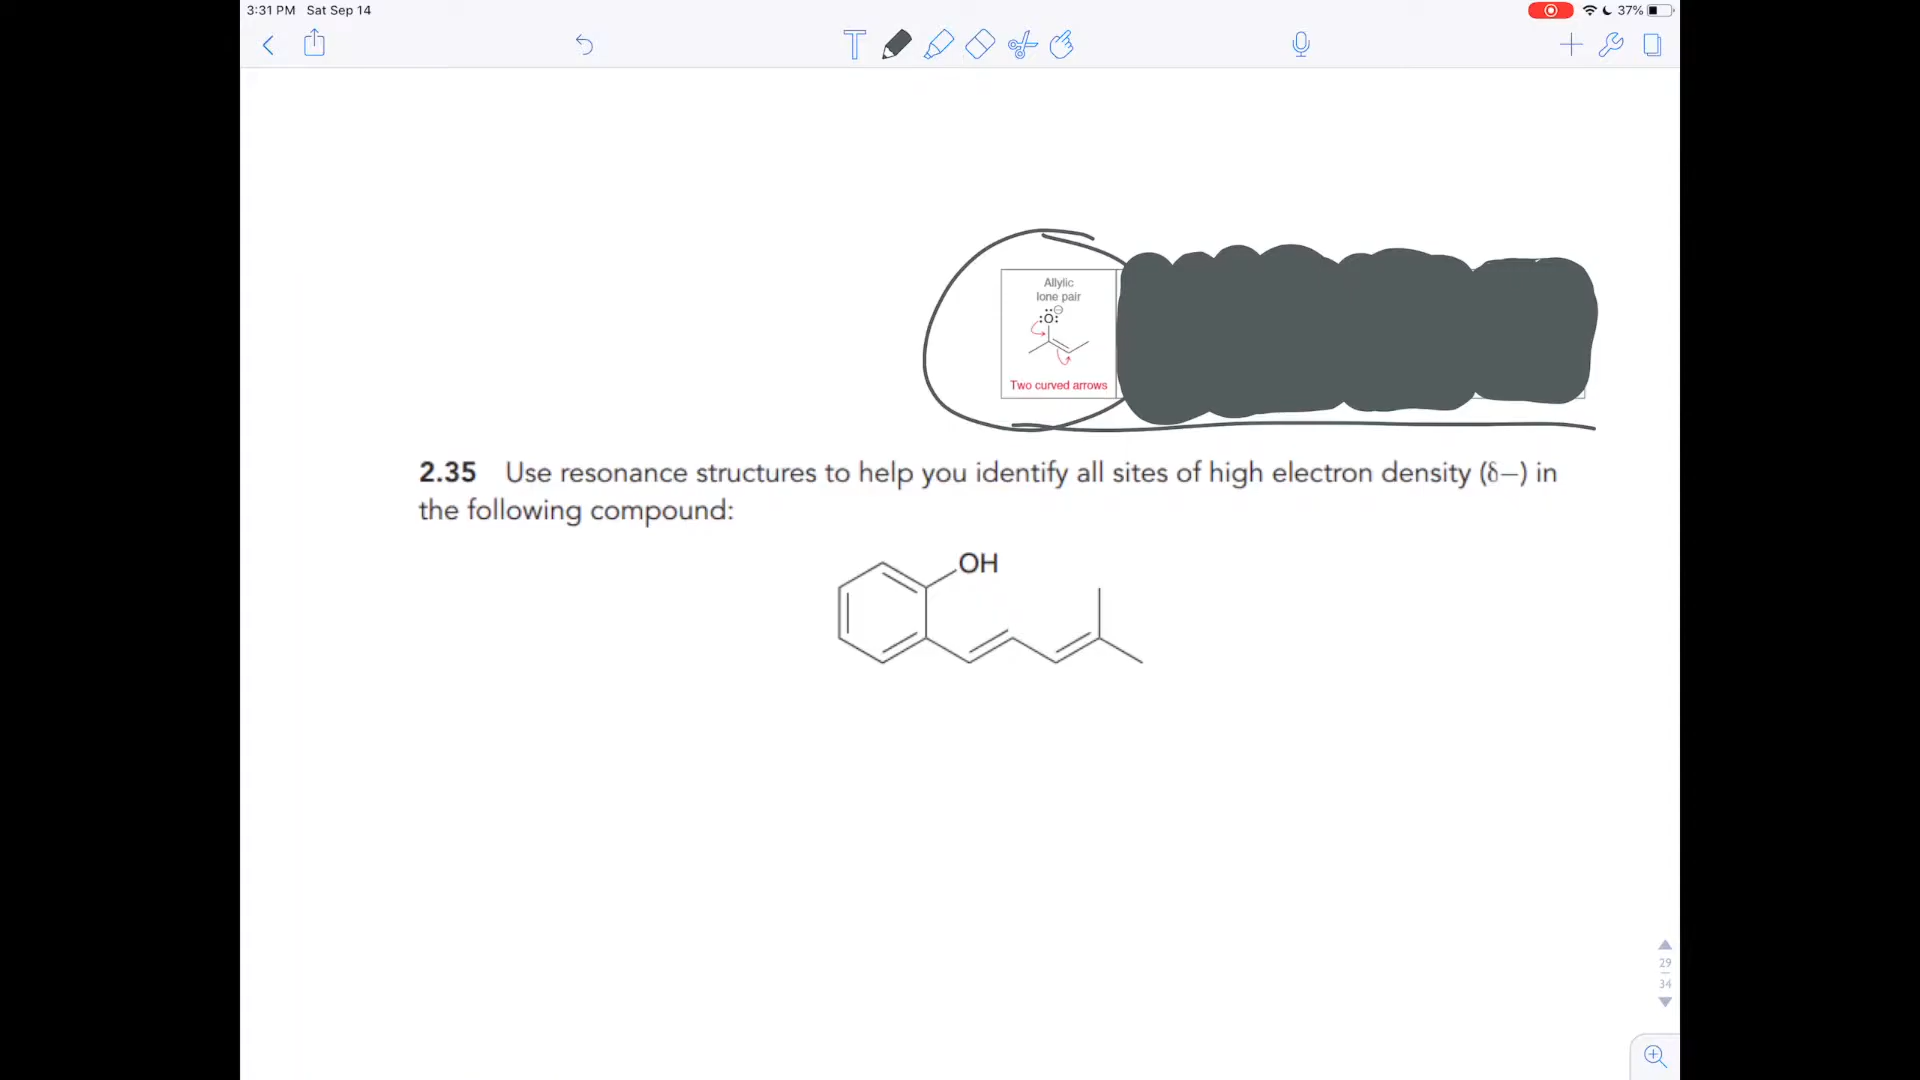 3:31 PM Sat Sep 14
37%
T
Allylic
lone pair
:O:
Two curved arrows
2.35 Use resonance structures to help you identify all sites of high electron density (δ−) in
the following compound:
OH
29
34